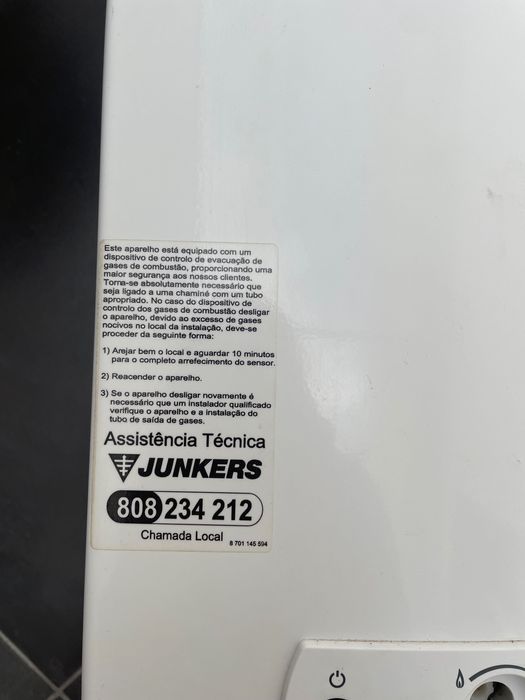 Este aparelho está equipado com um
dispositivo de controlo de evacuação de
gases de combustão, proporcionando uma
maior segurança aos nossos clientes.
Torna-se absolutamente necessário que
seja ligado a uma chaminé com um tubo
apropriado. No caso do dispositivo de
controlo dos gases de combustão desligar
o aparelho, devido ao excesso de gases
nocivos no local da instalação, deve-se
proceder da seguinte forma:
1) Arejar bem o local e aguardar 10 minutos
para o completo arrefecimento do sensor.
2) Reacender o aparelho.
3) Se o aparelho desligar novamente é
necessário que um instalador qualificado
verifique o aparelho e a instalação do
tubo de saída de gases.
Assistência Técnica
JUNKERS
808 234 212
Chamada Local
8 701 145 594